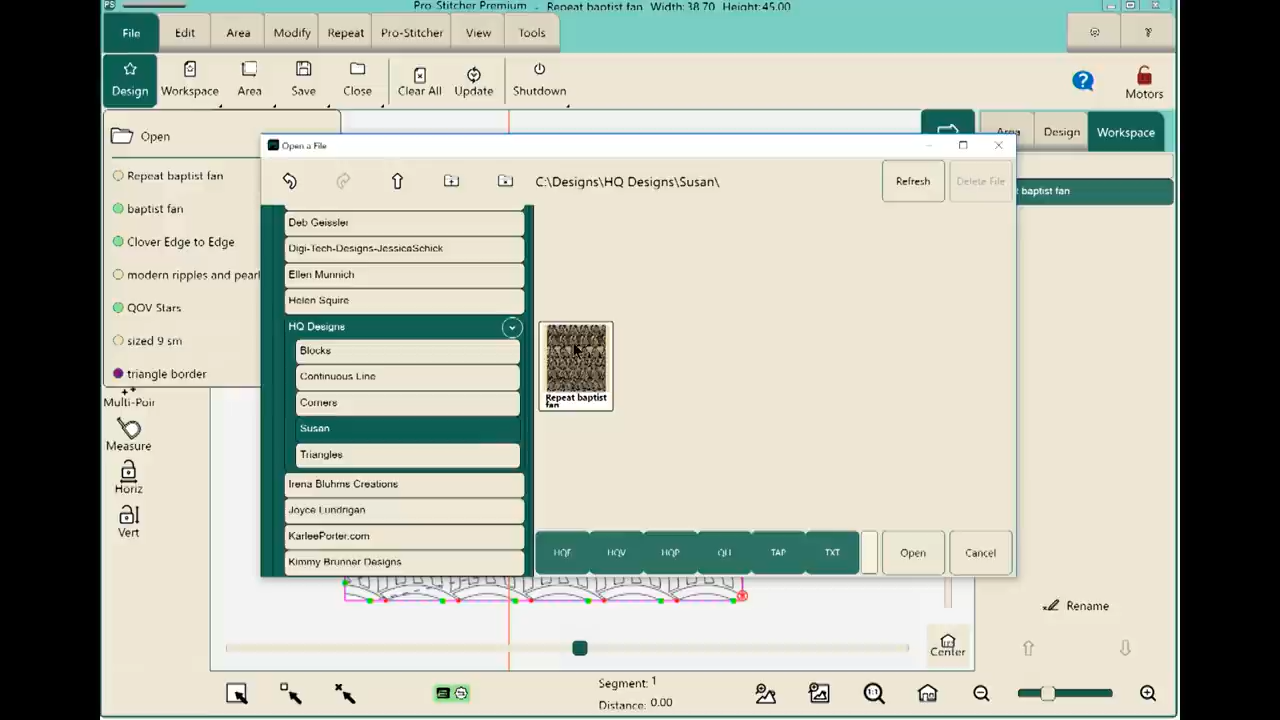 PS
Pro-Stitcher Premium - Repeat baptist fan Width: 38.70 Height: 45.00
File Edit Area Modify Repeat Pro-Stitcher View Tools ?
Design Workspace Area Save Close Clear All Update Shutdown ? Motors
Open
Area Design Workspace
Open a File
C:\Designs\HQ Designs\Susan\
Refresh Delete File
Repeat baptist fan
baptist fan
Clover Edge to Edge
modern ripples and pearl
QOV Stars
sized 9 sm
triangle border
t baptist fan
Deb Geissler
Digi-Tech-Designs-JessicaSchick
Ellen Munnich
Helen Squire
HQ Designs
Blocks
Continuous Line
Corners
Susan
Triangles
Irena Bluhms Creations
Joyce Lundrigan
KarleePorter.com
Kimmy Brunner Designs
Repeat baptist
fan
Multi-Poir
Measure
Horiz
Vert
HQF HQV HQP QLI TAP TXT
Open Cancel
Rename
Center
Segment: 1
Distance: 0.00
1:1